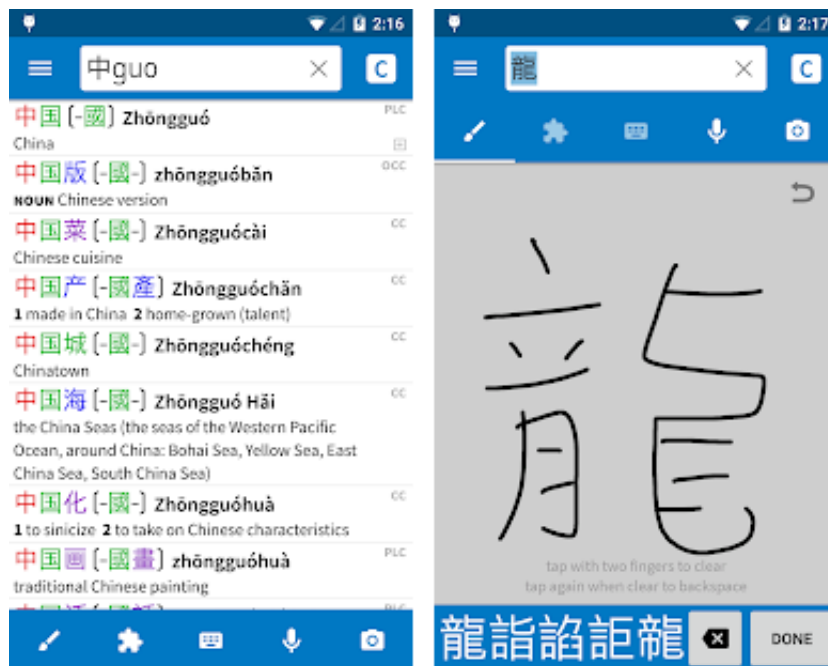 2:16
中guo
C
中国 [-國] Zhōngguó PLC
China
中国版 [-國-] zhōngguóbǎn OCC
NOUN Chinese version
中国菜 [-國-] Zhōngguócài CC
Chinese cuisine
中国产 [-國產] Zhōngguóchǎn CC
1 made in China 2 home-grown (talent)
中国城 [-國-] Zhōngguóchéng CC
Chinatown
中国海 [-國-] Zhōngguó Hǎi CC
the China Seas (the seas of the Western Pacific
Ocean, around China: Bohai Sea, Yellow Sea, East
China Sea, South China Sea)
中国化 [-國-] Zhōngguóhuà CC
1 to sinicize 2 to take on Chinese characters
中国画 [-國畫] zhōngguóhuà PLC
traditional Chinese painting
2:17
龍
C
龍
tap with two fingers to clear
tap again when clear to backspace
龍詣諂詎竜
DONE